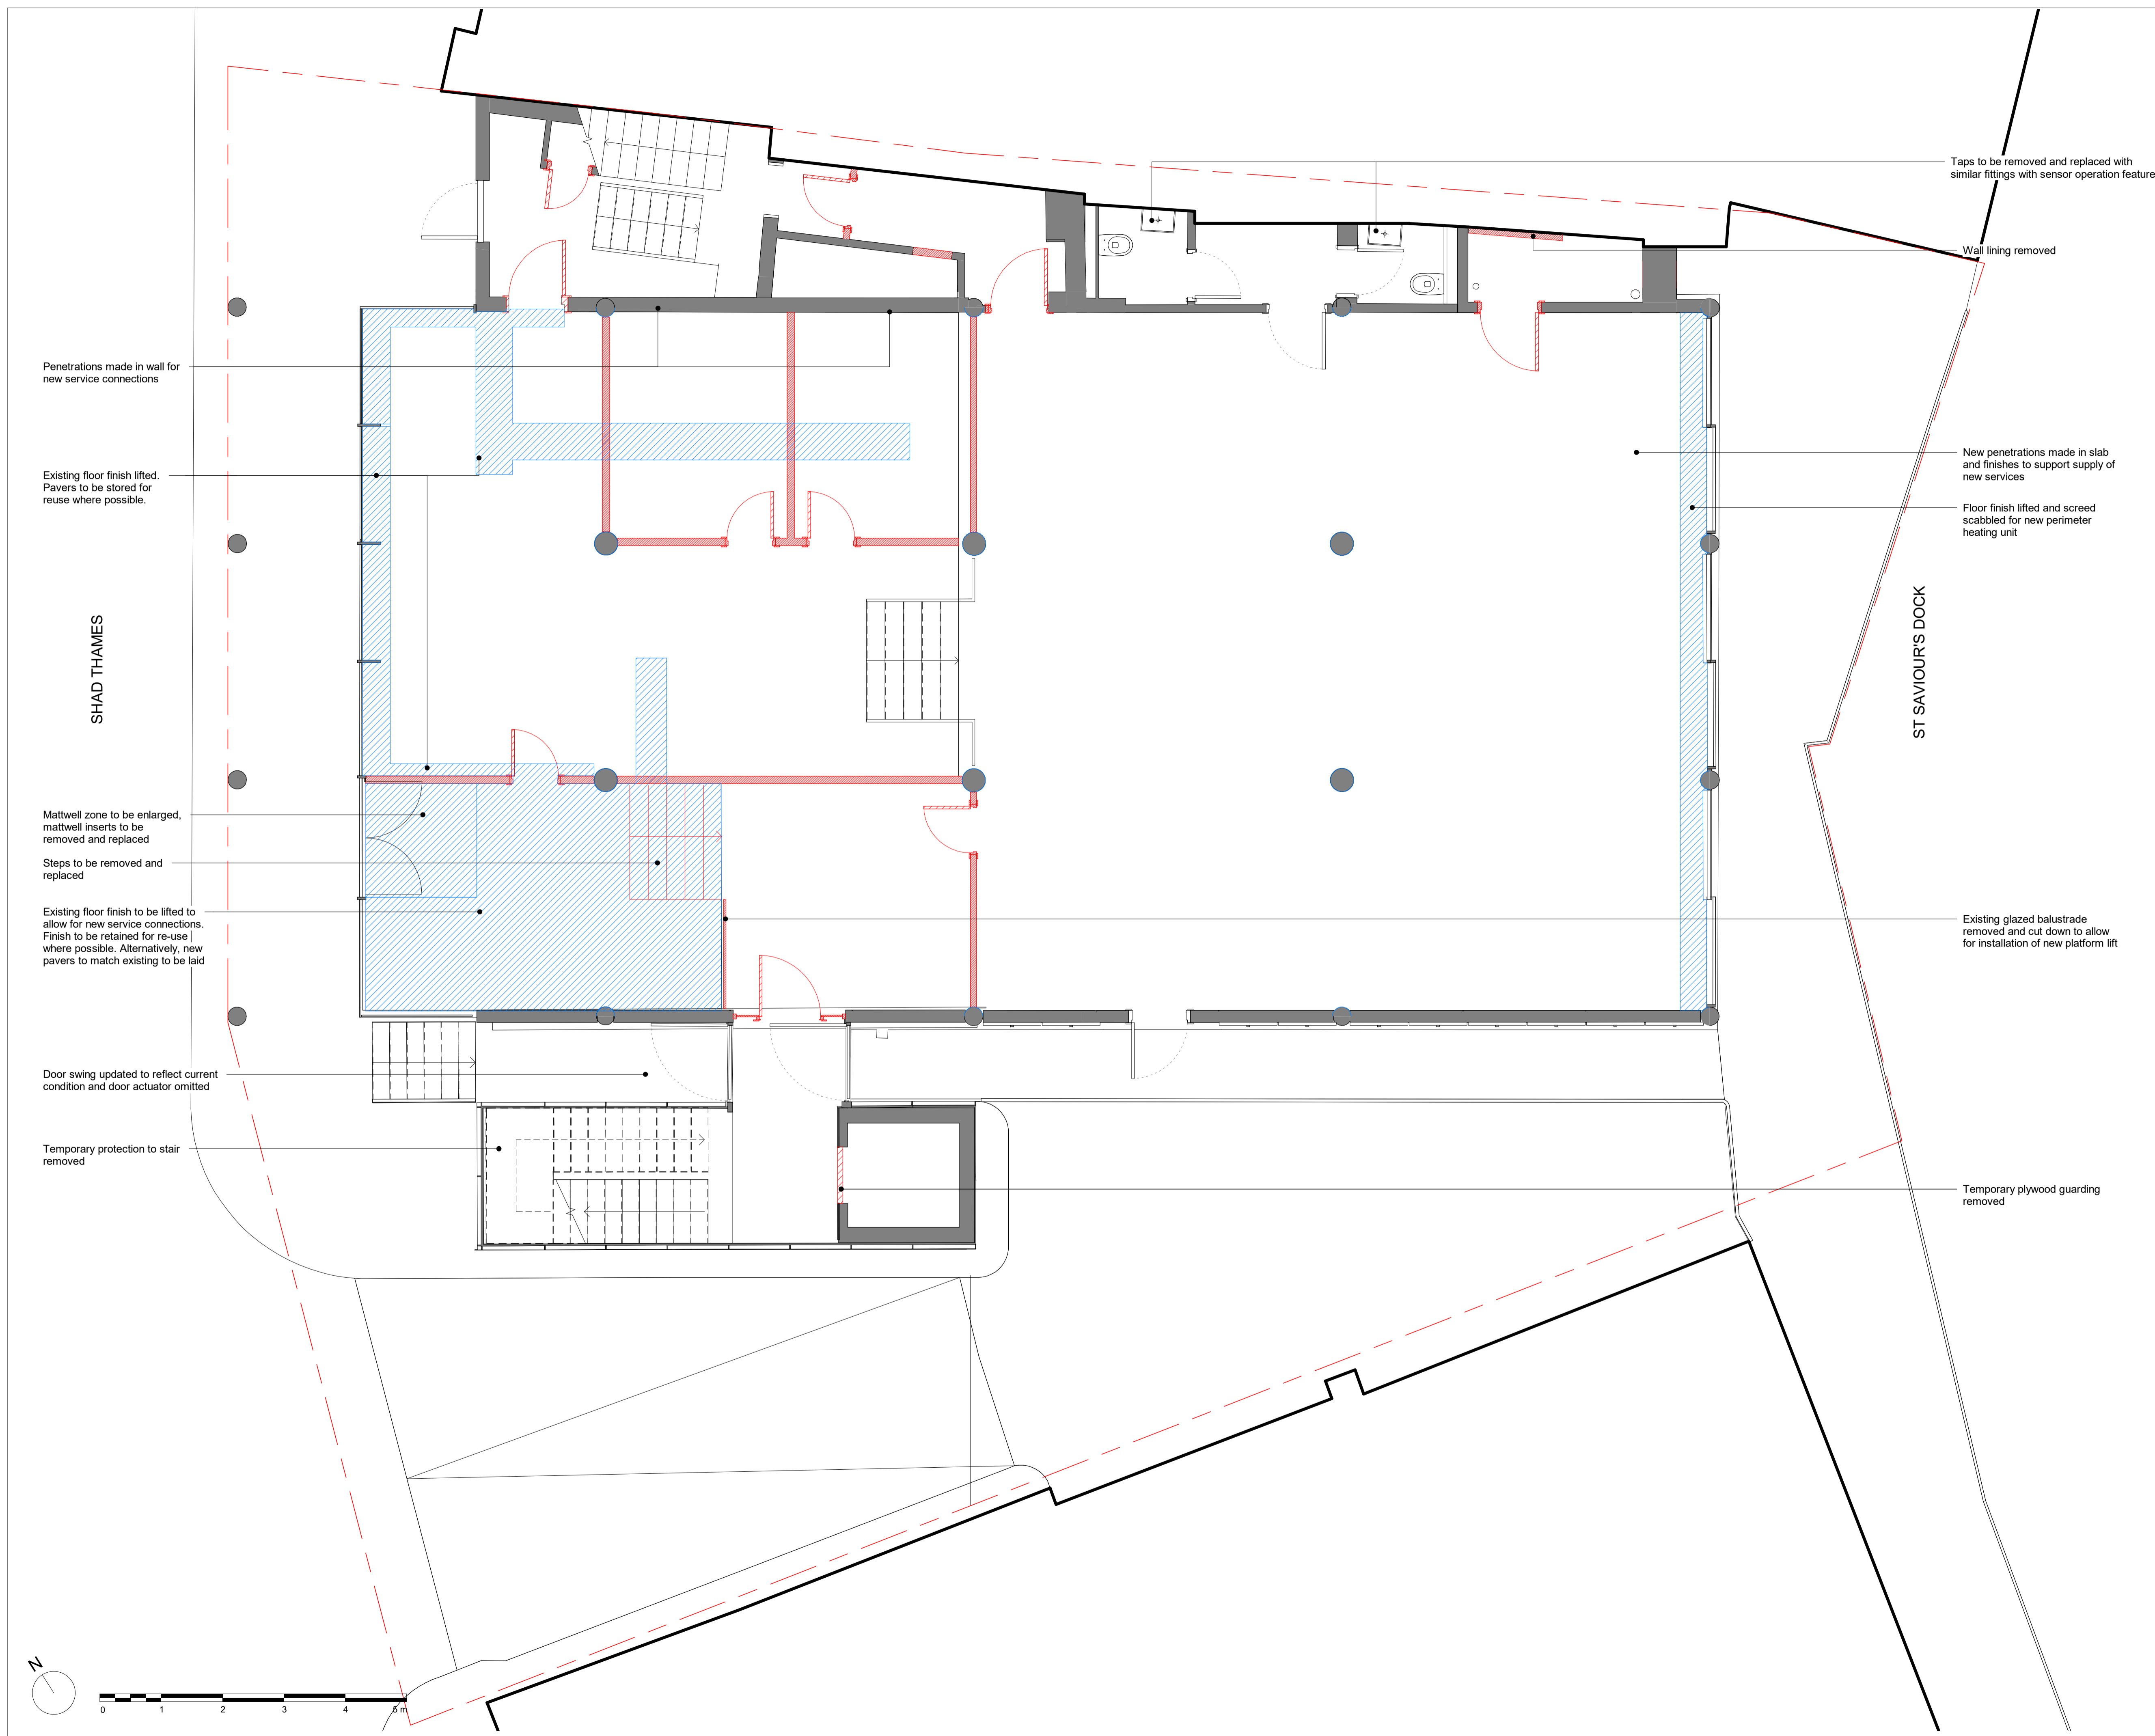 Taps to be removed and replaced with
similar fittings with sensor operation feature
Wall lining removed
Penetrations made in wall for
new service connections
Existing floor finish lifted.
Pavers to be stored for
reuse where possible.
New penetrations made in slab
and finishes to support supply of
new services
Floor finish lifted and screed
scabbled for new perimeter
heating unit
SHAD THAMES
ST SAVIOUR'S DOCK
Mattwell zone to be enlarged,
mattwell inserts to be
removed and replaced
Steps to be removed and
replaced
Existing floor finish to be lifted to
allow for new service connections.
Finish to be retained for re-use
where possible. Alternatively, new
pavers to match existing to be laid
Existing glazed balustrade
removed and cut down to allow
for installation of new platform lift
Door swing updated to reflect current
condition and door actuator omitted
Temporary protection to stair
removed
Temporary plywood guarding
removed
N
0 1 2 3 4 5 m